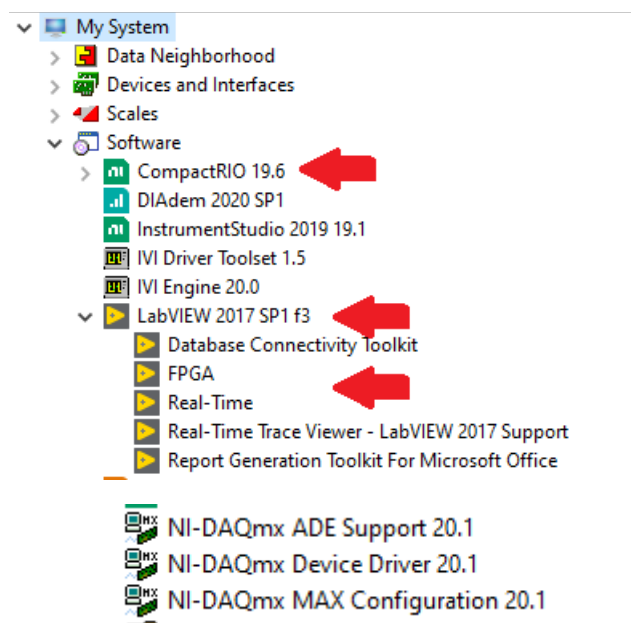 My System
Data Neighborhood
Devices and Interfaces
Scales
Software
CompactRIO 19.6
DIAdem 2020 SP1
InstrumentStudio 2019 19.1
IVI Driver Toolset 1.5
IVI Engine 20.0
LabVIEW 2017 SP1 f3
Database Connectivity Toolkit
FPGA
Real-Time
Real-Time Trace Viewer - LabVIEW 2017 Support
Report Generation Toolkit For Microsoft Office
NI-DAQmx ADE Support 20.1
NI-DAQmx Device Driver 20.1
NI-DAQmx MAX Configuration 20.1